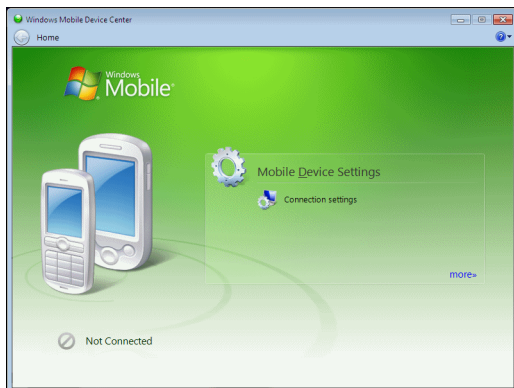 Windows Mobile Device Center
Home
Windows
Mobile®
Mobile Device Settings
Connection settings
more»
Not Connected